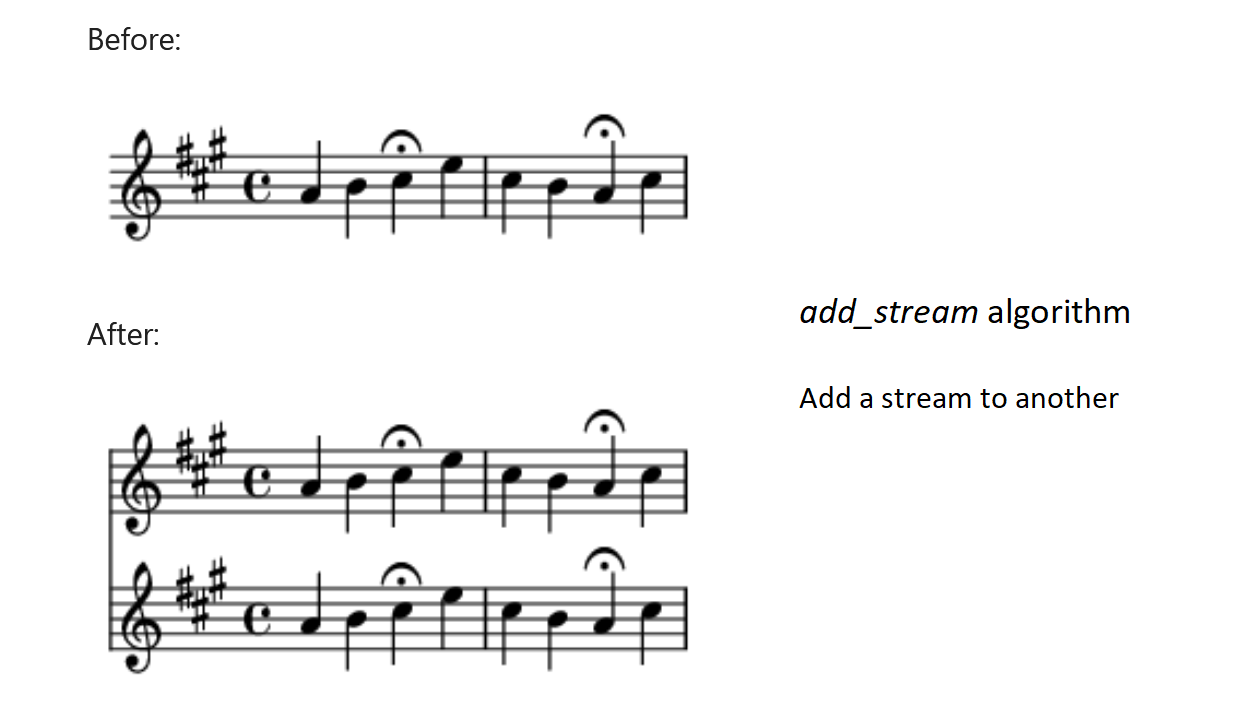 Before:
add_stream algorithm
After:
Add a stream to another